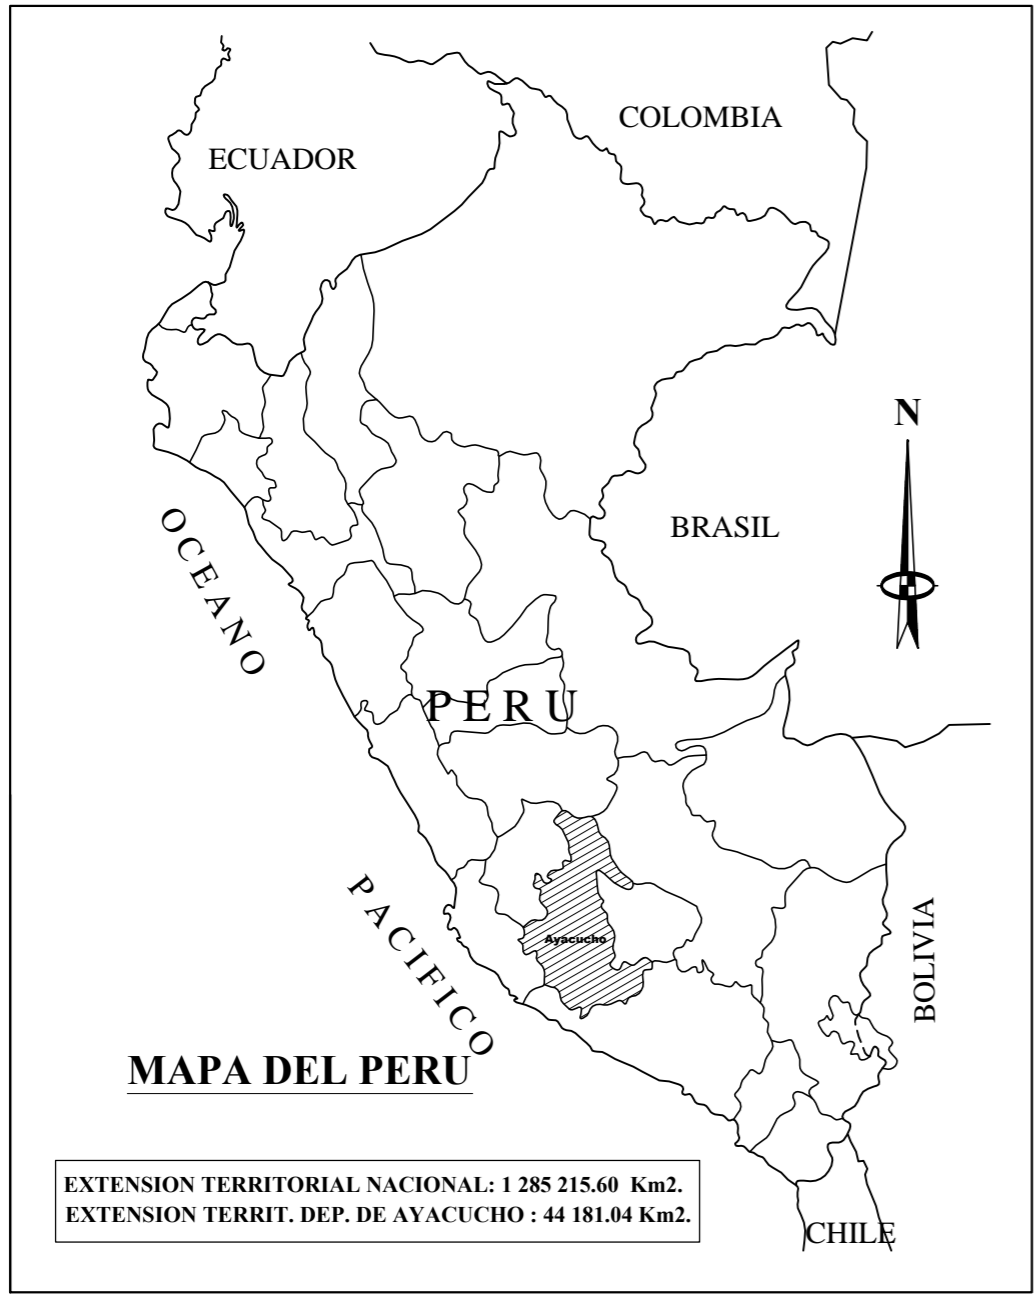 COLOMBIA
ECUADOR
N
BRASIL
OCEANO
PERU
PACIFICO
Ayacucho
BOLIVIA
MAPA DEL PERU
EXTENSION TERRITORIAL NACIONAL: 1 285 215.60 Km2.
EXTENSION TERRIT. DEP. DE AYACUCHO : 44 181.04 Km2.
CHILE